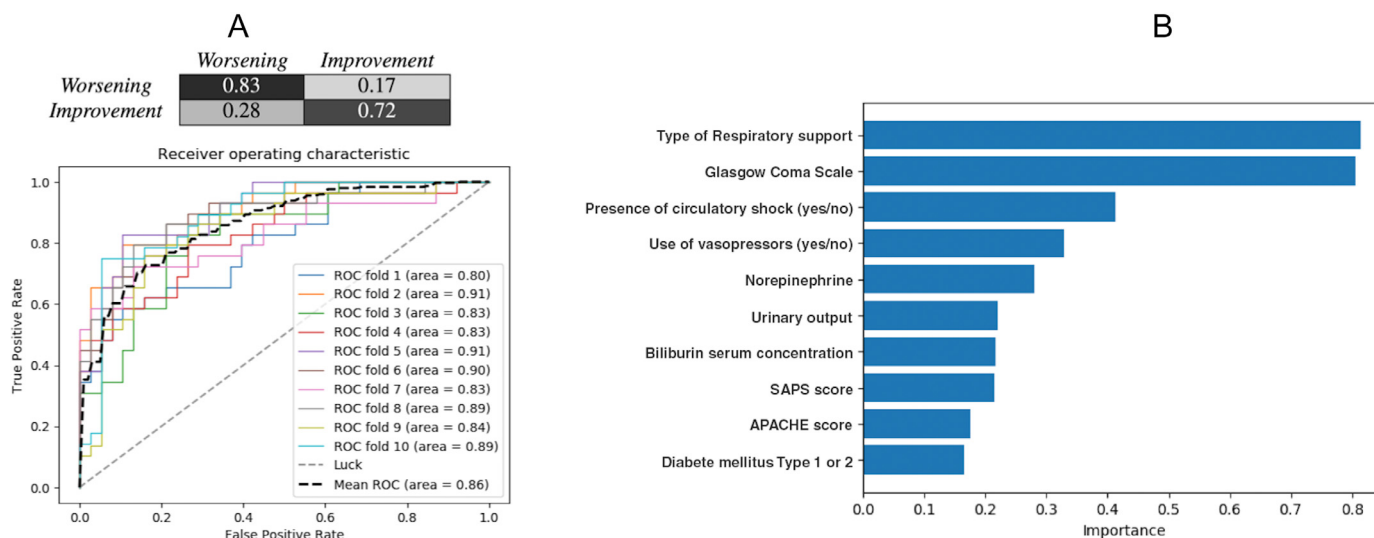 A
Worsening Improvement
Worsening 0.83 0.17
Improvement 0.28 0.72
Receiver operating characteristic
True Positive Rate
1.0
0.8
0.6
0.4
0.2
0.0
ROC fold 1 (area = 0.80)
ROC fold 2 (area = 0.91)
ROC fold 3 (area = 0.83)
ROC fold 4 (area = 0.83)
ROC fold 5 (area = 0.91)
ROC fold 6 (area = 0.90)
ROC fold 7 (area = 0.83)
ROC fold 8 (area = 0.89)
ROC fold 9 (area = 0.84)
ROC fold 10 (area = 0.89)
Luck
Mean ROC (area = 0.86)
0.0 0.2 0.4 0.6 0.8 1.0
False Positive Rate
B
Type of Respiratory support
Glasgow Coma Scale
Presence of circulatory shock (yes/no)
Use of vasopressors (yes/no)
Norepinephrine
Urinary output
Biliburin serum concentration
SAPS score
APACHE score
Diabete mellitus Type 1 or 2
0.0 0.1 0.2 0.3 0.4 0.5 0.6 0.7 0.8
Importance